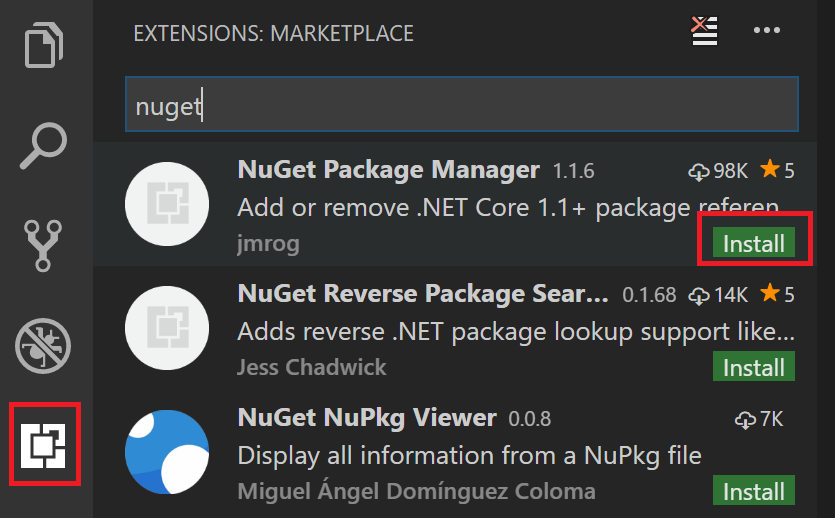 EXTENSIONS: MARKETPLACE
nuget
NuGet Package Manager 1.1.6 98K 5
Add or remove .NET Core 1.1+ package referen
jmrog Install
NuGet Reverse Package Sear... 0.1.68 14K 5
Adds reverse .NET package lookup support like...
Jess Chadwick Install
NuGet NuPkg Viewer 0.0.8 7K
Display all information from a NuPkg file
Miguel Ángel Domínguez Coloma Install